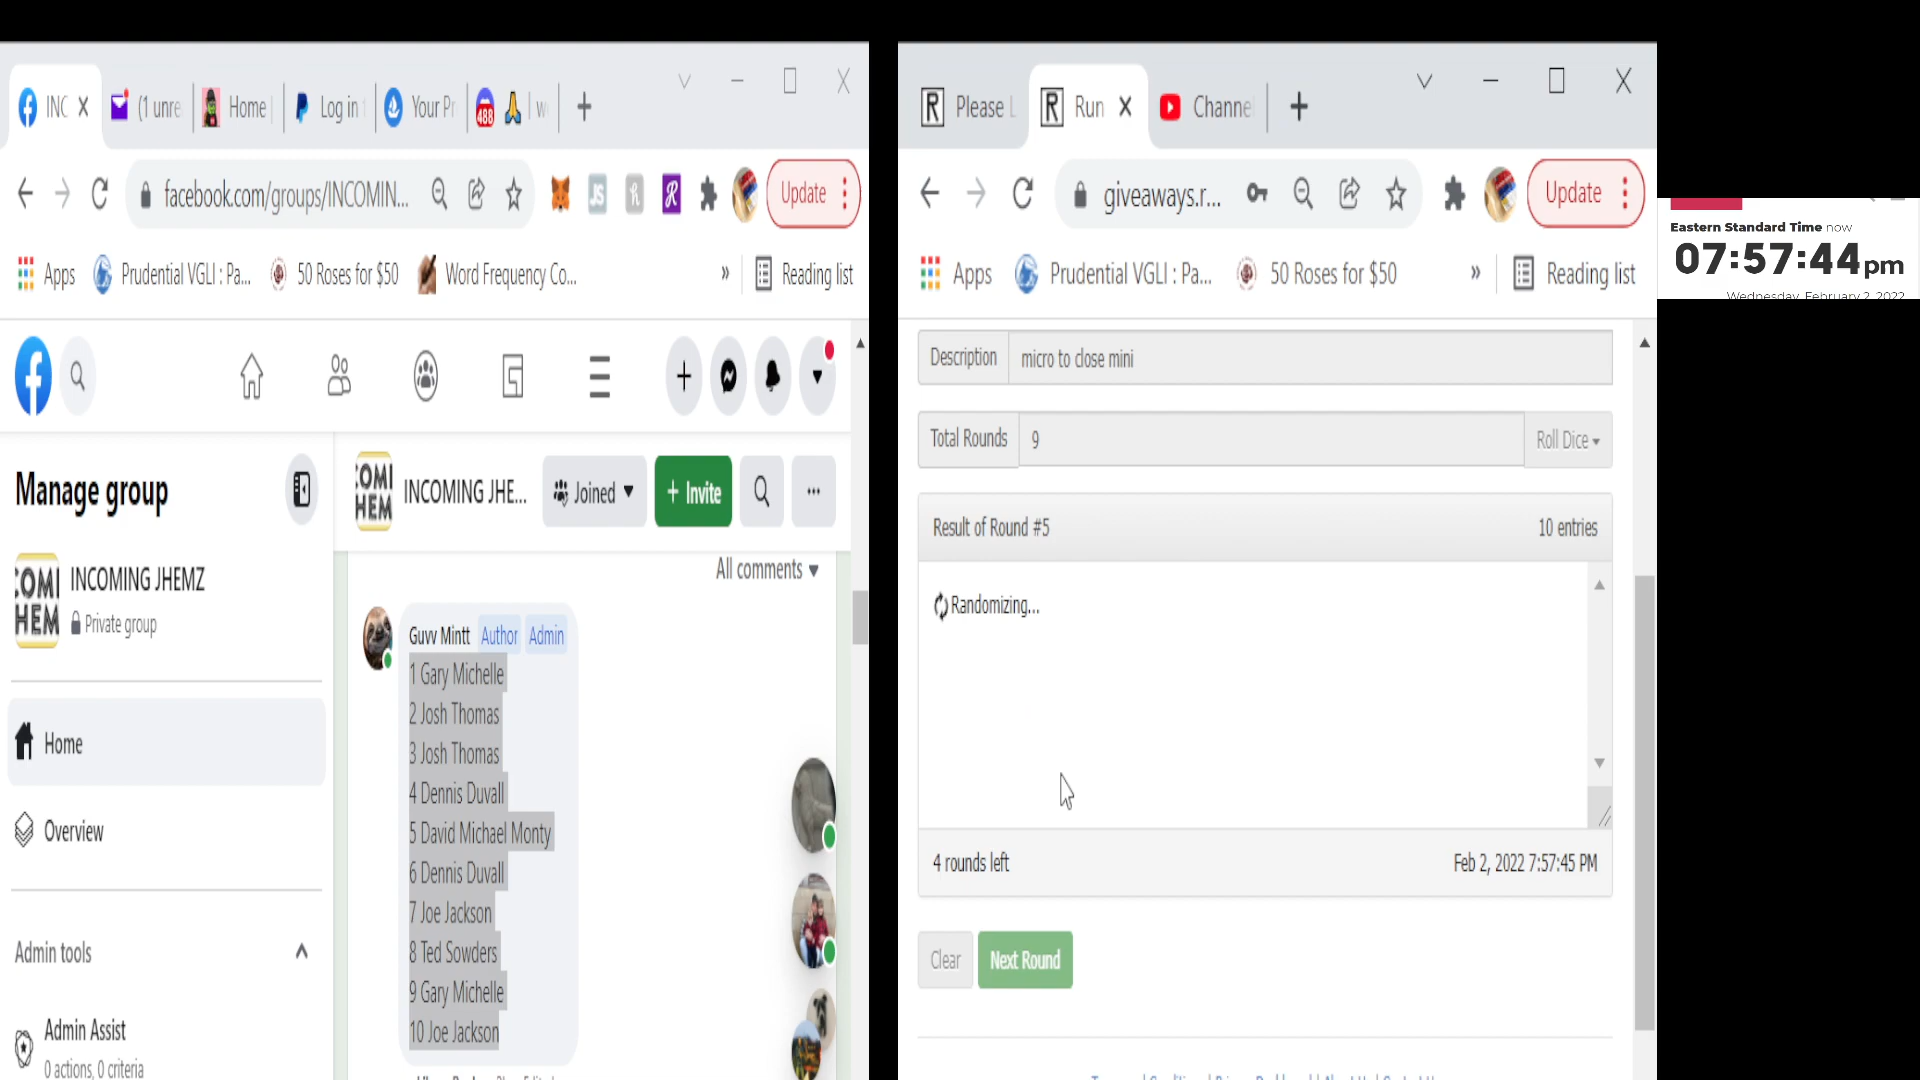 INC
(1 unre
Home
Log in
Your Pr
488
w
facebook.com/groups/INCOMIN...
Update
Apps
Prudential VGLI : Pa...
50 Roses for $50
Word Frequency Co...
»
Reading list
Manage group
INCOMING JHEMZ
Private group
Home
Overview
Admin tools
Admin Assist
0 actions, 0 criteria
INCOMING JHE...
Joined
+ Invite
All comments
Guvv Mintt Author Admin
1 Gary Michelle
2 Josh Thomas
3 Josh Thomas
4 Dennis Duvall
5 David Michael Monty
6 Dennis Duvall
7 Joe Jackson
8 Ted Sowders
9 Gary Michelle
10 Joe Jackson
Please L
Run
Channe
giveaways.r...
Update
Apps
Prudential VGLI : Pa...
50 Roses for $50
»
Reading list
Description micro to close mini
Total Rounds 9 Roll Dice
Result of Round #5 10 entries
Randomizing...
4 rounds left Feb 2, 2022 7:57:45 PM
Clear Next Round
Eastern Standard Time now
07:57:44pm
Wednesday, February 2, 2022